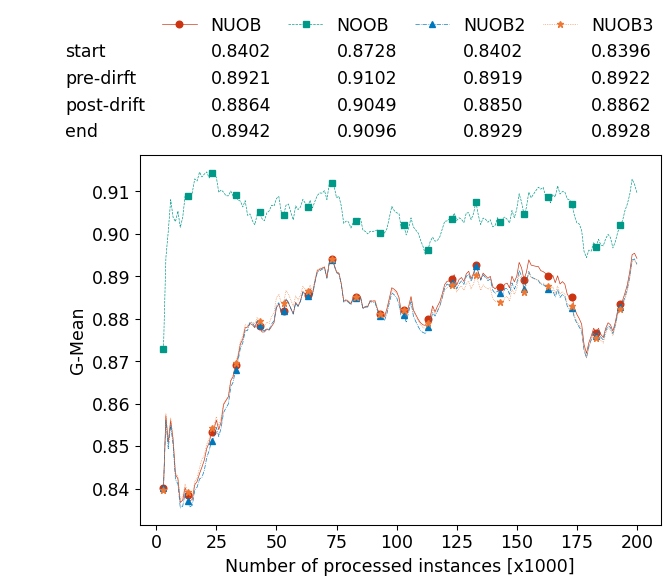 NUOB NOOB NUOB2 NUOB3
start 0.8402 0.8728 0.8402 0.8396
pre-dirft 0.8921 0.9102 0.8919 0.8922
post-drift 0.8864 0.9049 0.8850 0.8862
end 0.8942 0.9096 0.8929 0.8928
0.91
0.90
0.89
0.88
0.87
0.86
0.85
0.84
G-Mean
0 25 50 75 100 125 150 175 200
Number of processed instances [x1000]